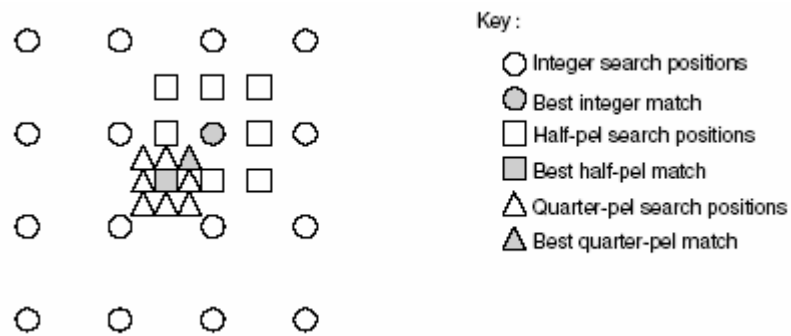 Key :
Integer search positions
Best integer match
Half-pel search positions
Best half-pel match
Quarter-pel search positions
Best quarter-pel match